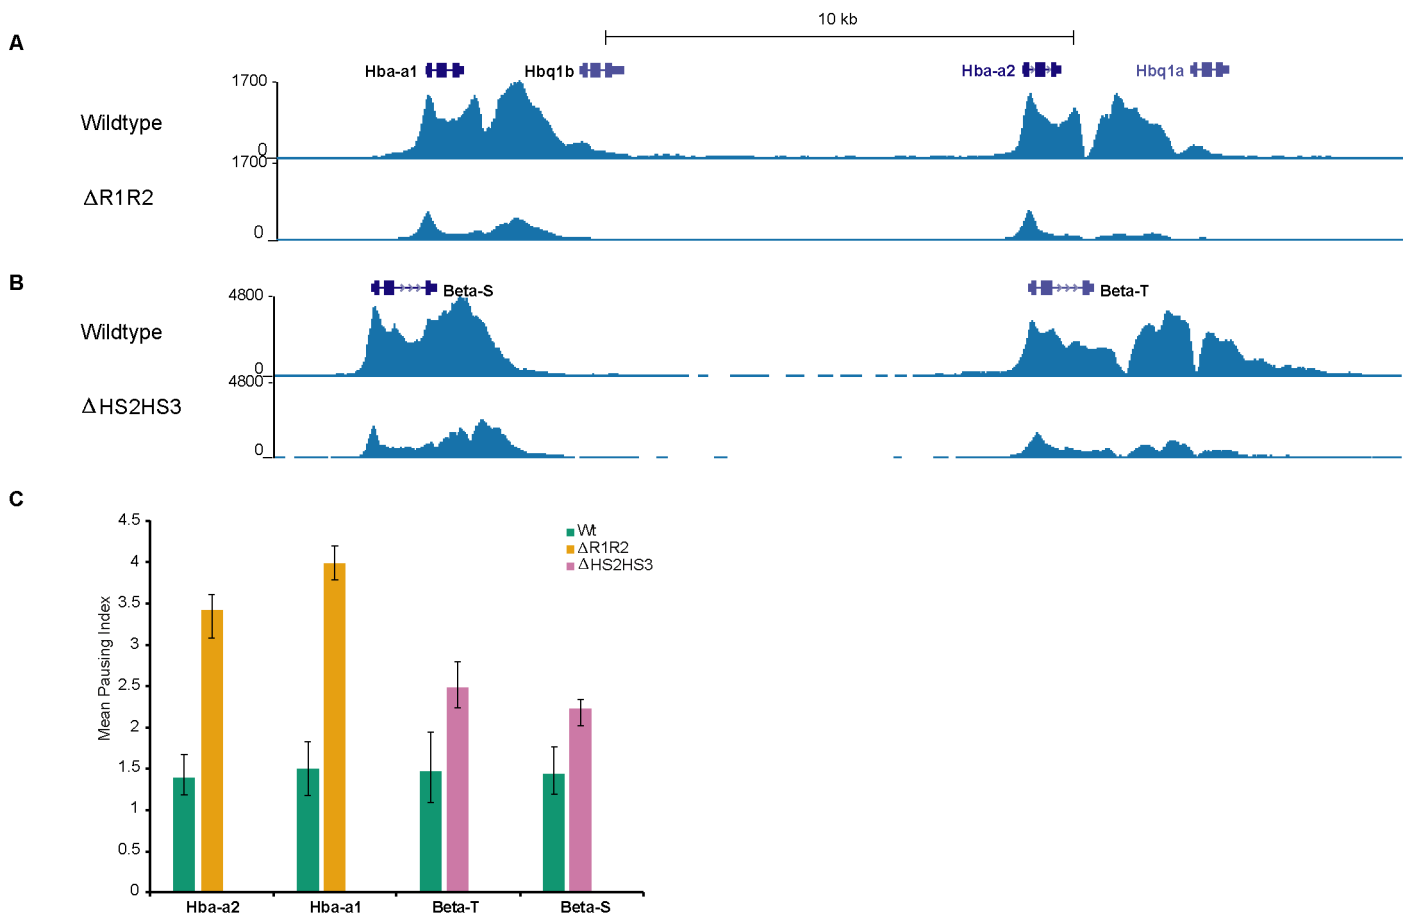 10 kb
A
Hba-a1
Hbq1b
Hba-a2
Hbq1a
1700
Wildtype
0
1700
ΔR1R2
0
B
Beta-S
Beta-T
4800
Wildtype
0
4800
ΔHS2HS3
0
C
4.5
4
3.5
3
2.5
2
1.5
1
0.5
0
Mean Pausing Index
Wt
ΔR1R2
ΔHS2HS3
Hba-a2
Hba-a1
Beta-T
Beta-S